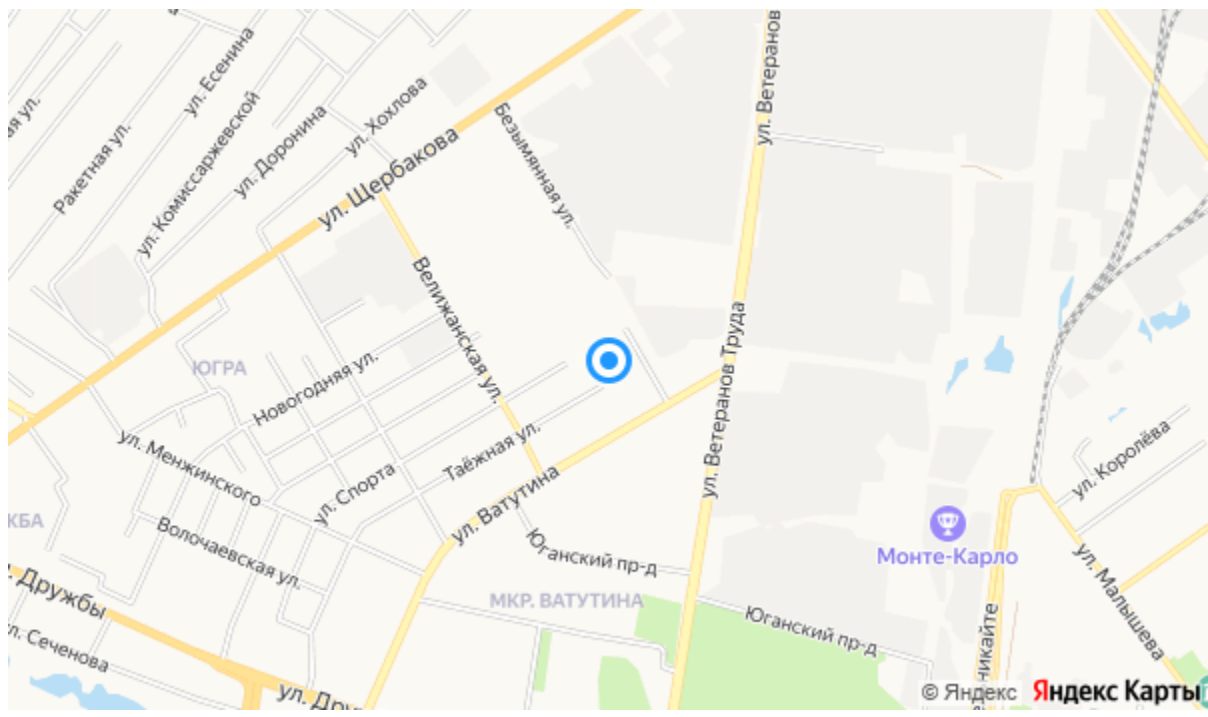 ул. Есенина
ул. Ветеранов
Ракетная ул.
ул. Комиссаржевской
ул. Доронина
ул. Хохлова
ул. Щербакова
Безымянная ул.
Велижанская ул.
ЮГРА
Новогодняя ул.
ул. Ветеранов Труда
ул. Менжинского
ул. Спорта
Таёжная ул.
ул. Ватутина
ул. Королёва
Волочаевская ул.
Юганский пр-д
Монте-Карло
ул. Малышева
Дружбы
МКР. ВАТУТИНА
Юганский пр-д
Сеченова
© Яндекс Яндекс Карты